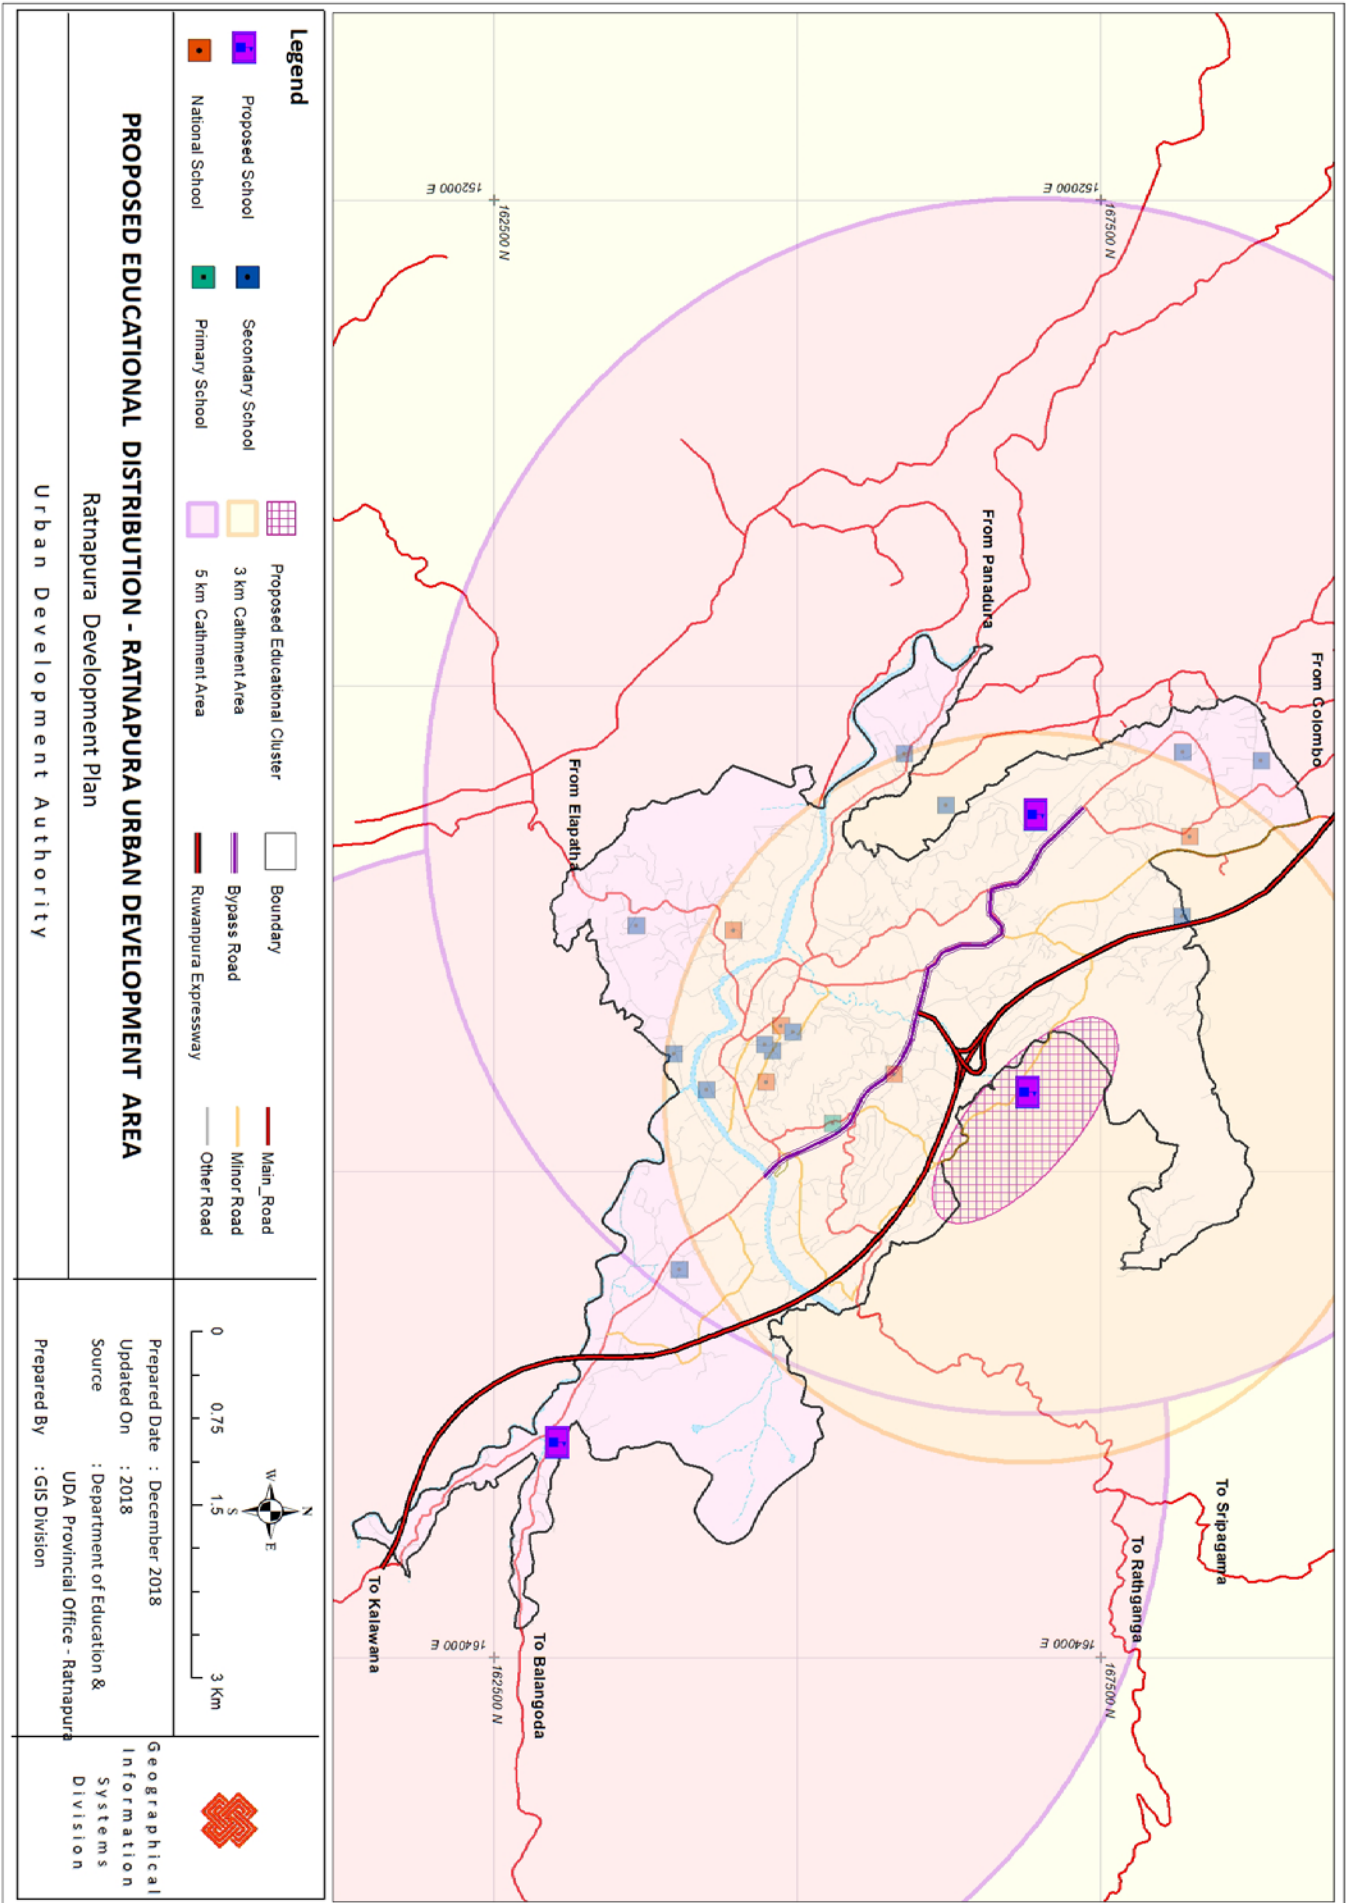 From Panadura
From Colombo
From Elapatha
To Sripagama
To Rathganga
To Balangoda
To Kalawana
152000 E
152000 E
164000 E
164000 E
167500 N
167500 N
162500 N
162500 N
Legend
Proposed School
National School
Secondary School
Primary School
Proposed Educational Cluster
3 km Cathment Area
5 km Cathment Area
Boundary
Bypass Road
Ruwanpura Expressway
Main_Road
Minor Road
Other Road
PROPOSED EDUCATIONAL DISTRIBUTION - RATNAPURA URBAN DEVELOPMENT AREA
Ratnapura Development Plan
Urban Development Authority
N
W
E
S
0 0.75 1.5 3 Km
Prepared Date : December 2018
Updated On : 2018
Source : Department of Education &
UDA Provincial Office - Ratnapura
Prepared By : GIS Division
Geographical
Information
Systems
Division